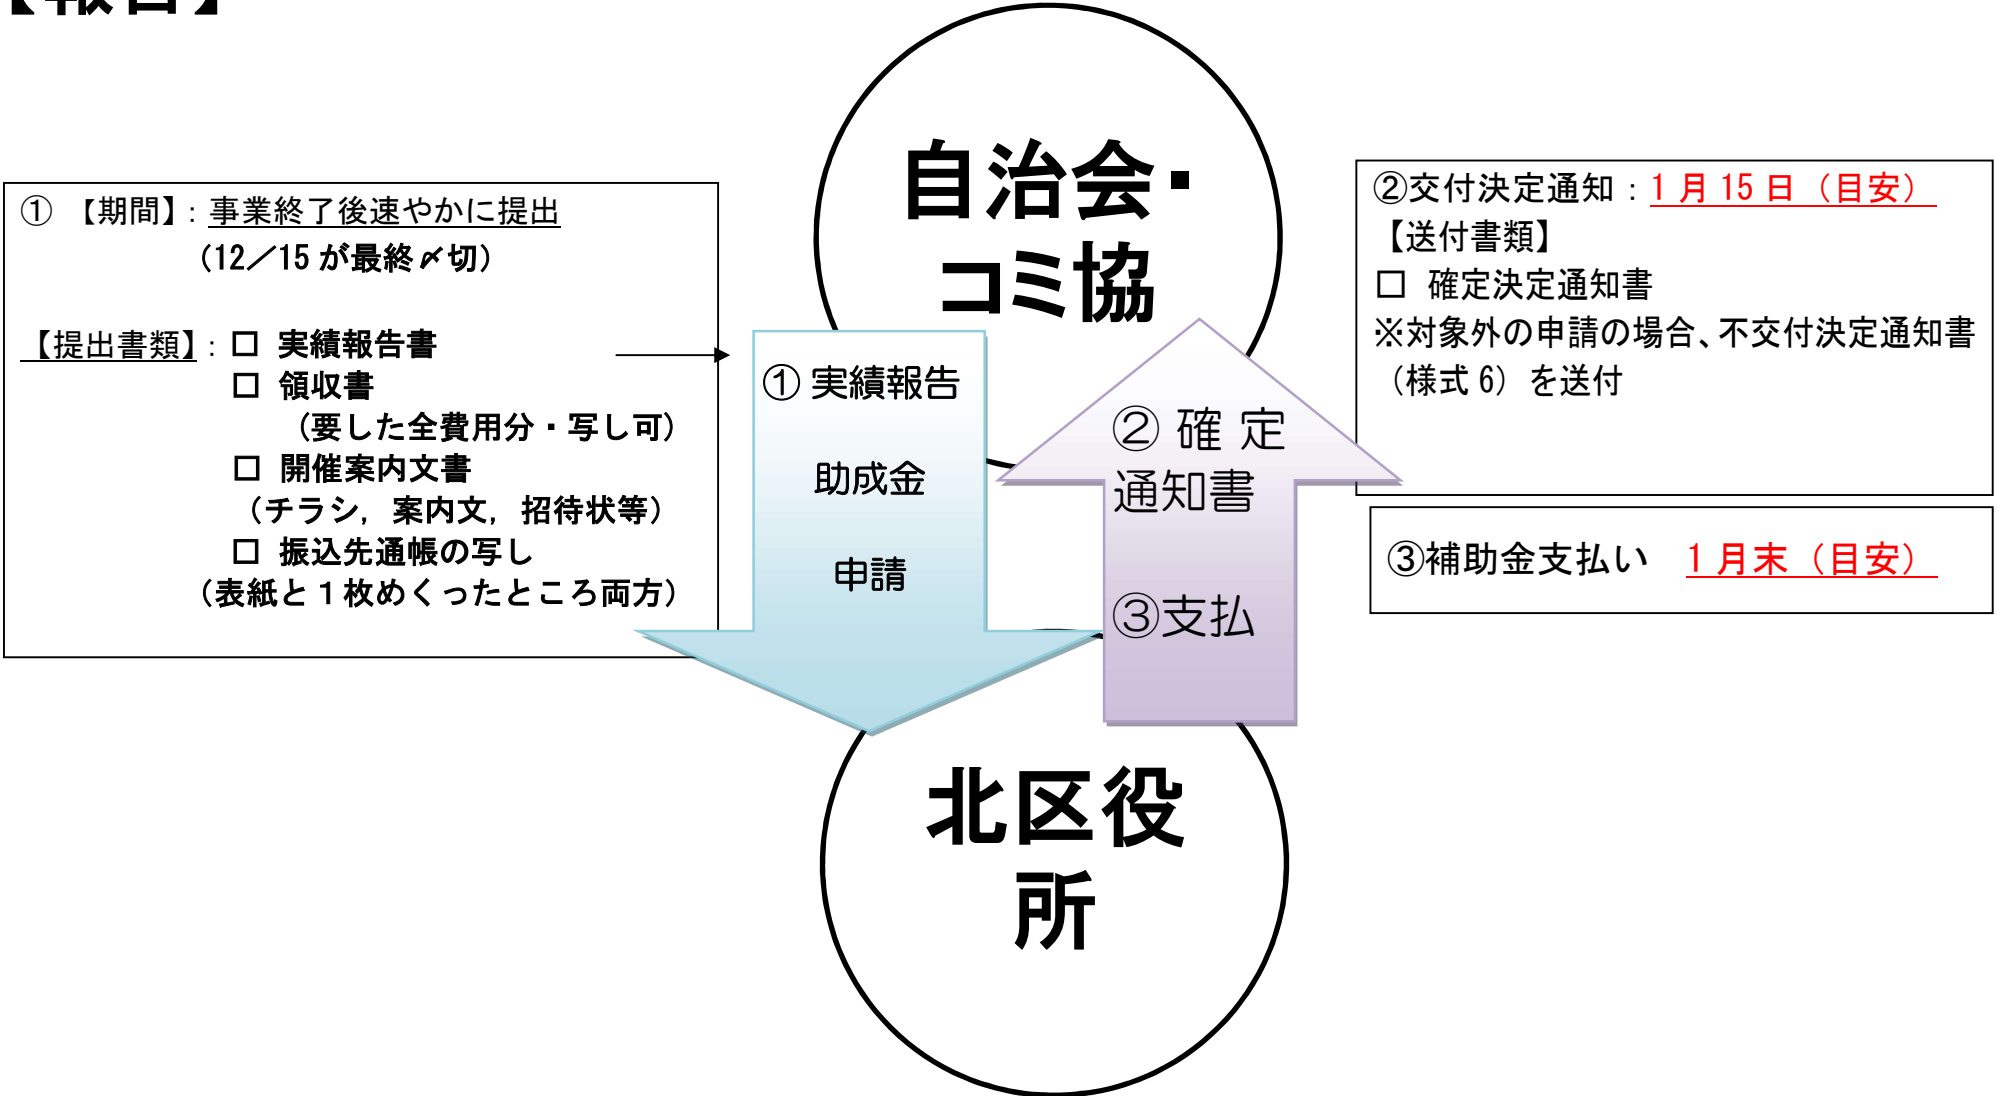 【報告】
自治会・
コミ協
① 【期間】：事業終了後速やかに提出
（12／15 が最終〆切）
【提出書類】：□ 実績報告書
□ 領収書
（要した全費用分・写し可）
□ 開催案内文書
（チラシ，案内文，招待状等）
□ 振込先通帳の写し
（表紙と１枚めくったところ両方）
① 実績報告
助成金
申請
② 確 定
通知書
③支払
②交付決定通知：1 月 15 日（目安）
【送付書類】
□ 確定決定通知書
※対象外の申請の場合、不交付決定通知書
（様式 6）を送付
③補助金支払い　1 月末（目安）
北区役
所